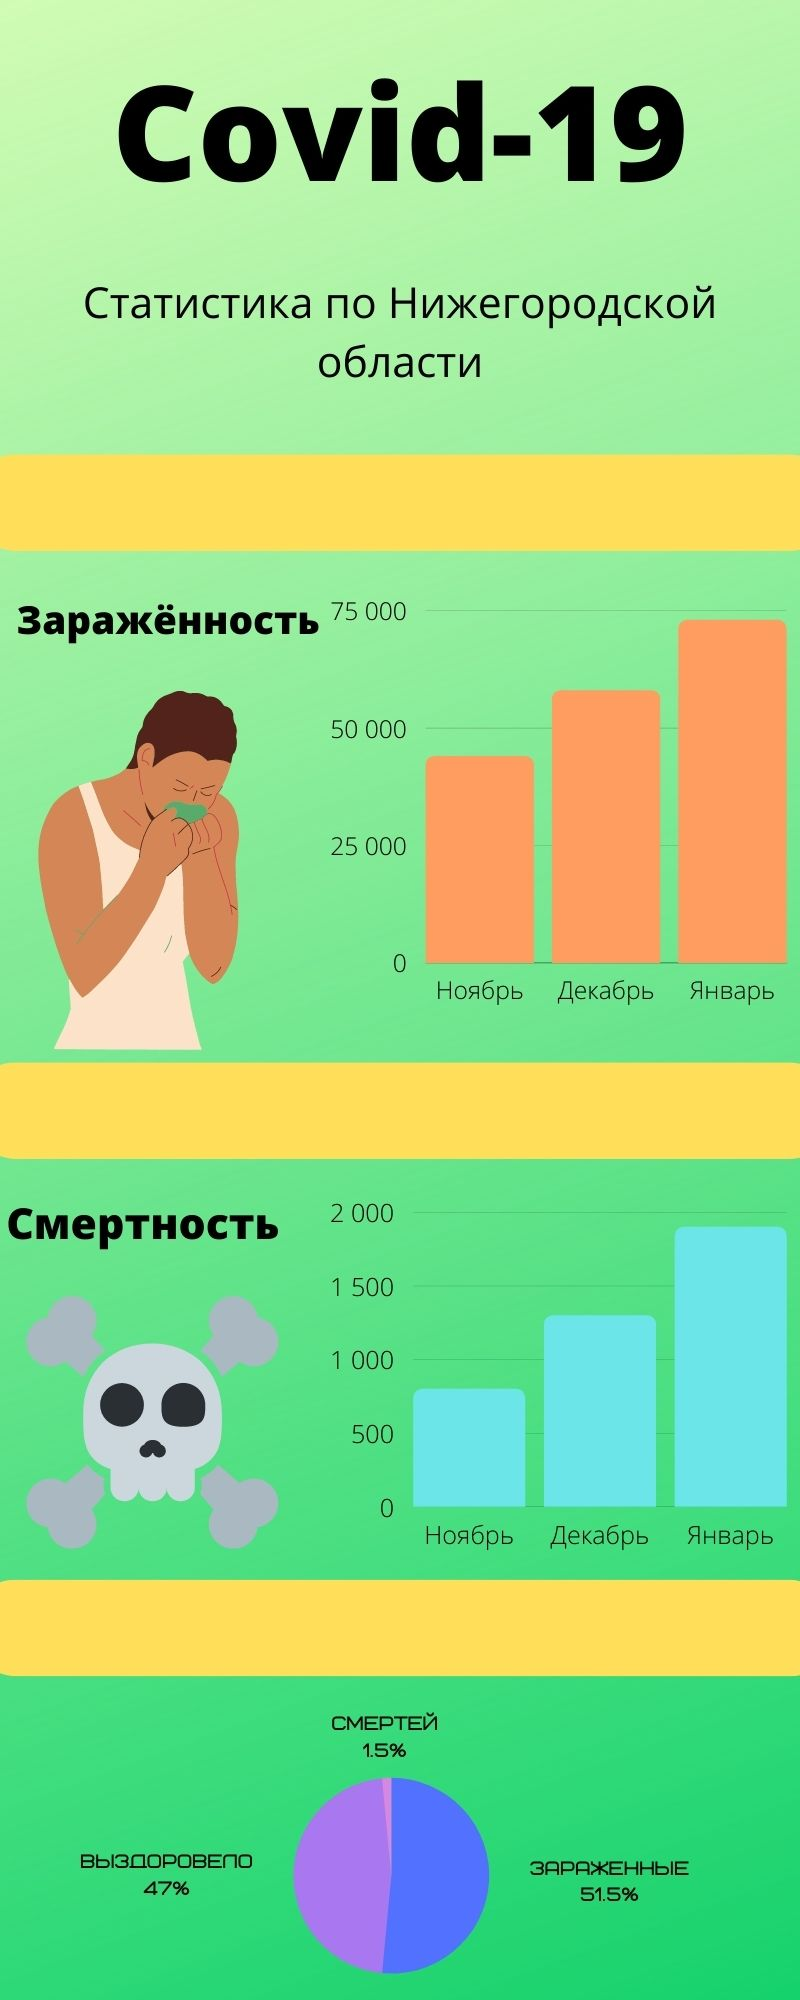 Covid-19
Статистика по Нижегородской
области
Заражённость
75 000
50 000
25 000
0
Ноябрь Декабрь Январь
Смертность
2 000
1 500
1 000
500
0
Ноябрь Декабрь Январь
СМЕРТЕЙ
1.5%
ВЫЗДОРОВЕЛО
47%
ЗАРАЖЕННЫЕ
51.5%